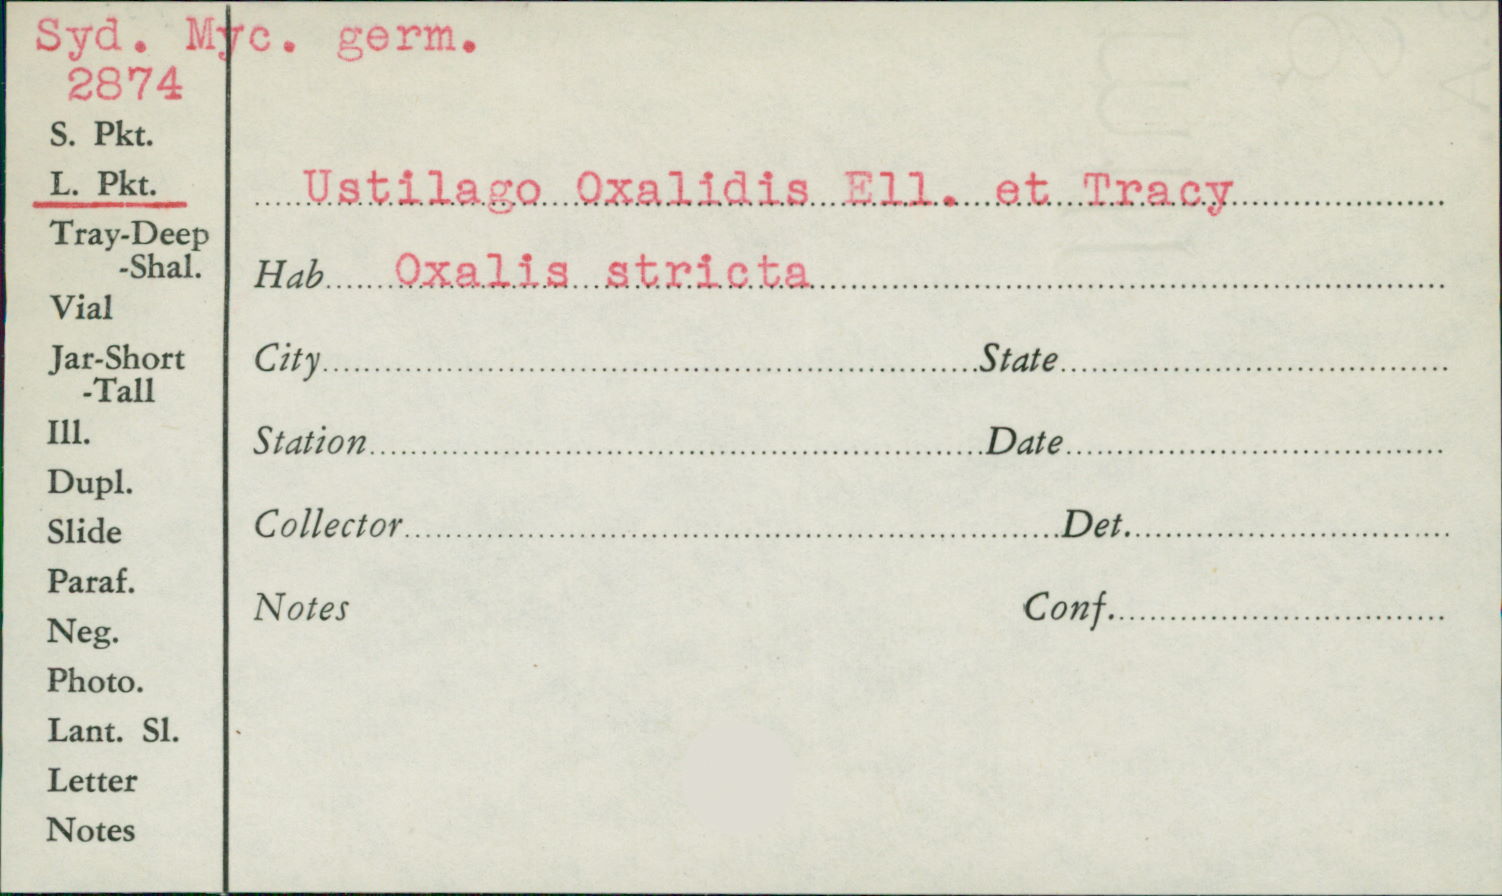 Syd. Myc. germ.
2874
S. Pkt.
L. Pkt.
Tray-Deep
-Shal.
Vial
Jar-Short
-Tall
Ill.
Dupl.
Slide
Paraf.
Neg.
Photo.
Lant. Sl.
Letter
Notes
Ustilago Oxalidis Ell. et Tracy
Hab. Oxalis stricta
City State
Station Date
Collector Det.
Notes Conf.